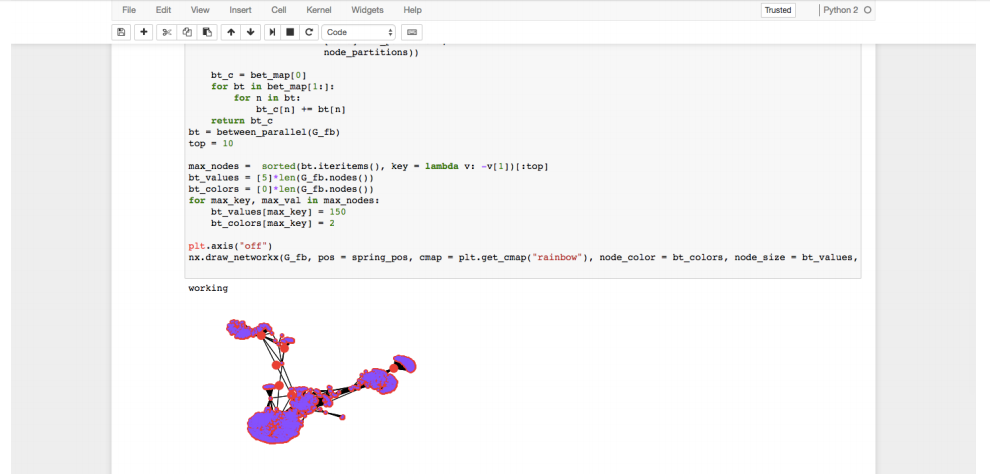 File Edit View Insert Cell Kernel Widgets Help Trusted Python 2
Code
node_partitions))
bt_c = bet_map[0]
for bt in bet_map[1:]:
for n in bt:
bt_c[n] += bt[n]
return bt_c
bt = between_parallel(G_fb)
top = 10
max_nodes =  sorted(bt.iteritems(), key = lambda v: -v[1])[:top]
bt_values = [5]*len(G_fb.nodes())
bt_colors = [0]*len(G_fb.nodes())
for max_key, max_val in max_nodes:
bt_values[max_key] = 150
bt_colors[max_key] = 2
plt.axis("off")
nx.draw_networkx(G_fb, pos = spring_pos, cmap = plt.get_cmap("rainbow"), node_color = bt_colors, node_size = bt_values,
working